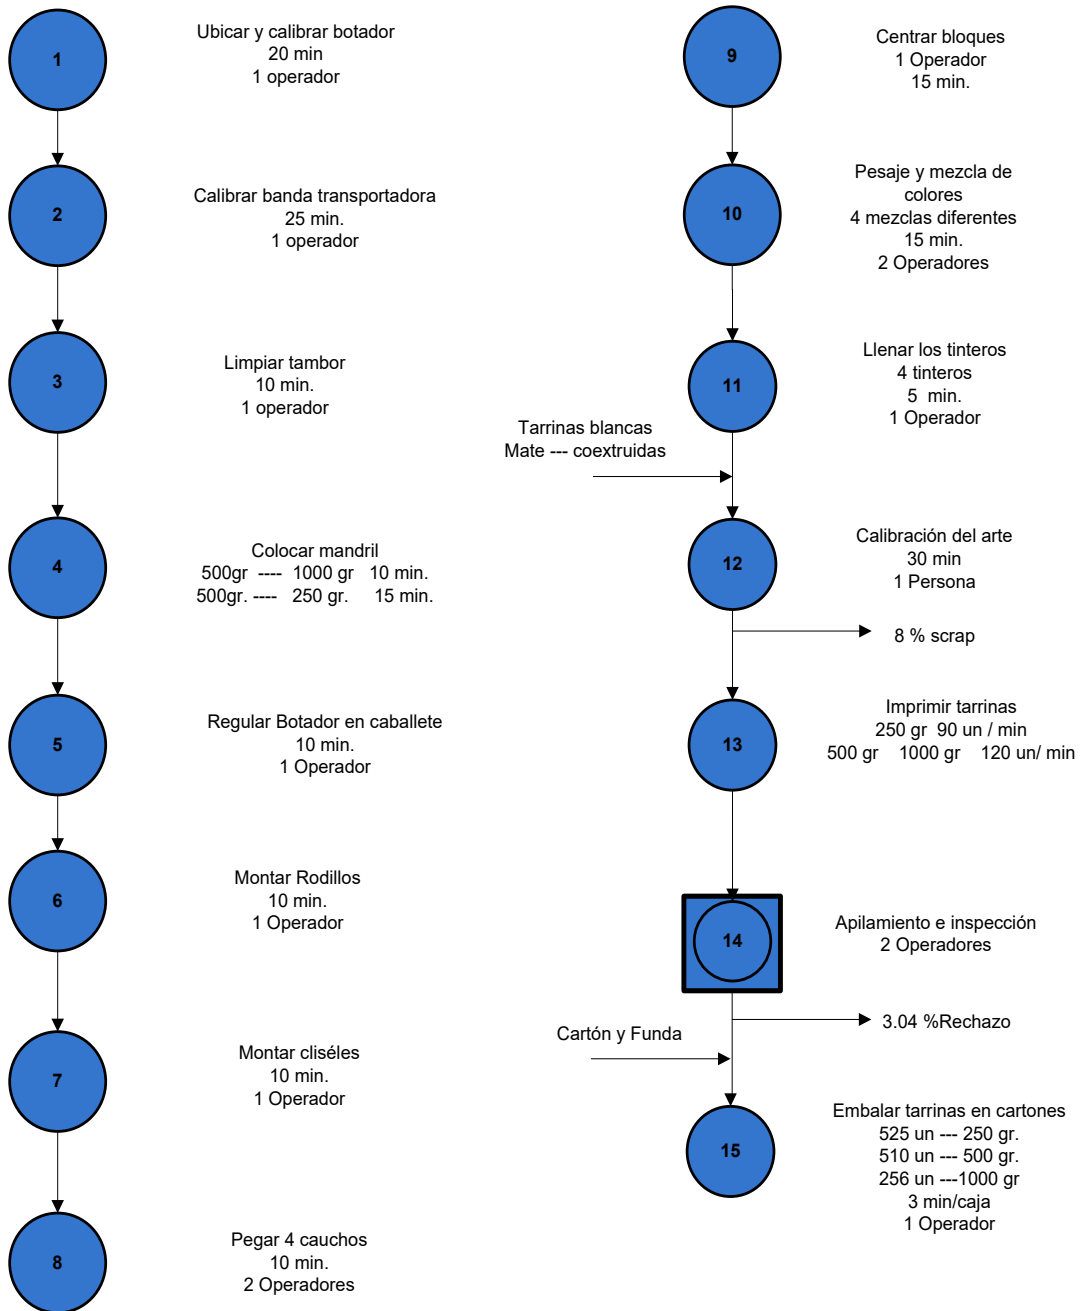 1
Ubicar y calibrar botador
20 min
1 operador
2
Calibrar banda transportadora
25 min.
1 operador
3
Limpiar tambor
10 min.
1 operador
4
Colocar mandril
500gr ---- 1000 gr 10 min.
500gr. ---- 250 gr. 15 min.
5
Regular Botador en caballete
10 min.
1 Operador
6
Montar Rodillos
10 min.
1 Operador
7
Montar cliséles
10 min.
1 Operador
8
Pegar 4 cauchos
10 min.
2 Operadores
9
Centrar bloques
1 Operador
15 min.
10
Pesaje y mezcla de
colores
4 mezclas diferentes
15 min.
2 Operadores
11
Llenar los tinteros
4 tinteros
5 min.
1 Operador
Tarrinas blancas
Mate --- coextruidas
12
Calibración del arte
30 min
1 Persona
8 % scrap
13
Imprimir tarrinas
250 gr 90 un / min
500 gr 1000 gr 120 un/ min
14
Apilamiento e inspección
2 Operadores
3.04 %Rechazo
Cartón y Funda
15
Embalar tarrinas en cartones
525 un --- 250 gr.
510 un --- 500 gr.
256 un ---1000 gr
3 min/caja
1 Operador